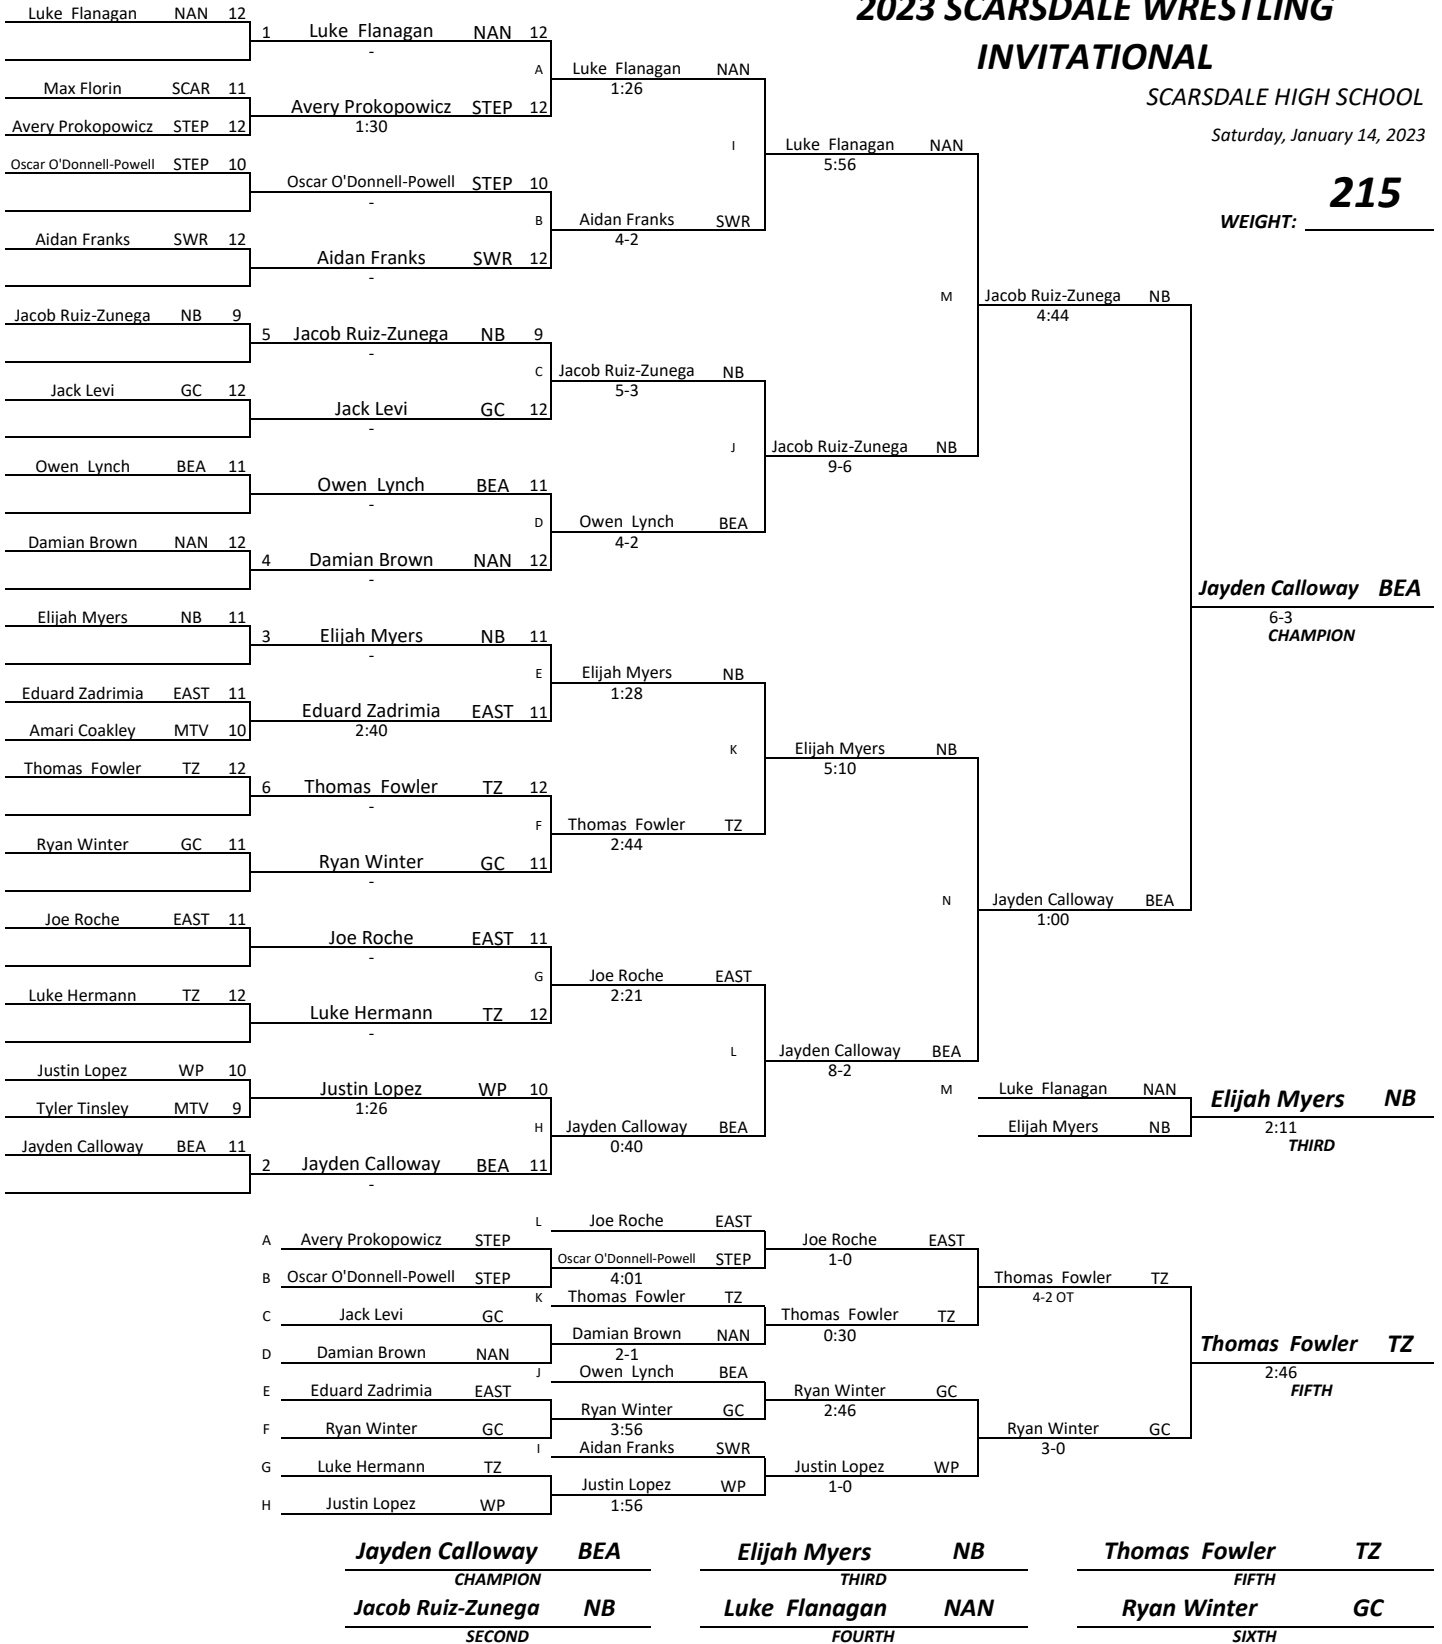 2023 SCARSDALE WRESTLING
INVITATIONAL
SCARSDALE HIGH SCHOOL
Saturday, January 14, 2023
215
WEIGHT:
Luke Flanagan NAN 12
Max Florin SCAR 11
Avery Prokopowicz STEP 12
Oscar O'Donnell-Powell STEP 10
Aidan Franks SWR 12
Jacob Ruiz-Zunega NB 9
Jack Levi GC 12
Owen Lynch BEA 11
Damian Brown NAN 12
Elijah Myers NB 11
Eduard Zadrimia EAST 11
Amari Coakley MTV 10
Thomas Fowler TZ 12
Ryan Winter GC 11
Joe Roche EAST 11
Luke Hermann TZ 12
Justin Lopez WP 10
Tyler Tinsley MTV 9
Jayden Calloway BEA 11
1 Luke Flanagan NAN 12
-
Avery Prokopowicz STEP 12
1:30
Oscar O'Donnell-Powell STEP 10
-
Aidan Franks SWR 12
-
5 Jacob Ruiz-Zunega NB 9
-
Jack Levi GC 12
-
Owen Lynch BEA 11
-
4 Damian Brown NAN 12
-
3 Elijah Myers NB 11
-
Eduard Zadrimia EAST 11
2:40
6 Thomas Fowler TZ 12
-
Ryan Winter GC 11
-
Joe Roche EAST 11
-
Luke Hermann TZ 12
-
Justin Lopez WP 10
1:26
2 Jayden Calloway BEA 11
-
A Luke Flanagan NAN
1:26
B Aidan Franks SWR
4-2
C Jacob Ruiz-Zunega NB
5-3
D Owen Lynch BEA
4-2
E Elijah Myers NB
1:28
F Thomas Fowler TZ
2:44
G Joe Roche EAST
2:21
H Jayden Calloway BEA
0:40
I Luke Flanagan NAN
5:56
J Jacob Ruiz-Zunega NB
9-6
K Elijah Myers NB
5:10
L Jayden Calloway BEA
8-2
M Jacob Ruiz-Zunega NB
4:44
N Jayden Calloway BEA
1:00
Jayden Calloway BEA
6-3
CHAMPION
M Luke Flanagan NAN
Elijah Myers NB
Elijah Myers NB
2:11
THIRD
A Avery Prokopowicz STEP
B Oscar O'Donnell-Powell STEP
C Jack Levi GC
D Damian Brown NAN
E Eduard Zadrimia EAST
F Ryan Winter GC
G Luke Hermann TZ
H Justin Lopez WP
L Joe Roche EAST
Oscar O'Donnell-Powell STEP
4:01
K Thomas Fowler TZ
Damian Brown NAN
2-1
J Owen Lynch BEA
Ryan Winter GC
3:56
I Aidan Franks SWR
Justin Lopez WP
1:56
Joe Roche EAST
1-0
Thomas Fowler TZ
0:30
Ryan Winter GC
2:46
Justin Lopez WP
1-0
Thomas Fowler TZ
4-2 OT
Ryan Winter GC
3-0
Thomas Fowler TZ
2:46
FIFTH
Jayden Calloway BEA
CHAMPION
Elijah Myers NB
THIRD
Thomas Fowler TZ
FIFTH
Jacob Ruiz-Zunega NB
SECOND
Luke Flanagan NAN
FOURTH
Ryan Winter GC
SIXTH